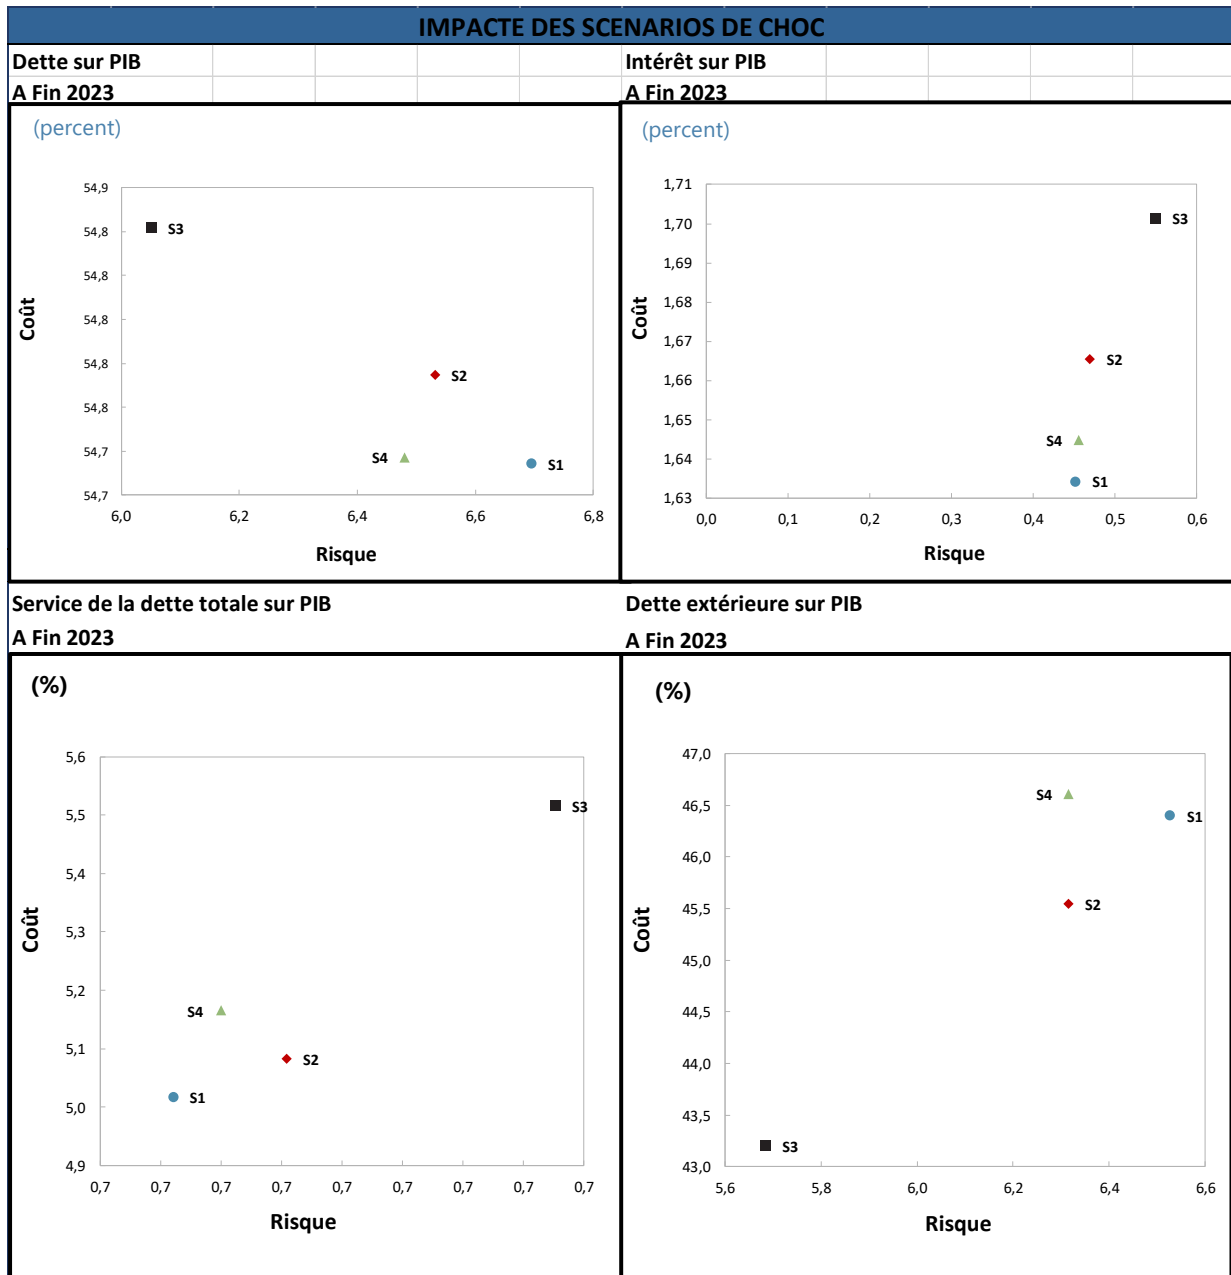 IMPACTE DES SCENARIOS DE CHOC
Dette sur PIB
A Fin 2023
(percent)
54,9
54,8
54,8
54,8
54,8
54,8
54,7
54,7
Coût
S3
S2
S4
S1
6,0 6,2 6,4 6,6 6,8
Risque
Intérêt sur PIB
A Fin 2023
(percent)
1,71
1,70
1,69
1,68
1,67
1,66
1,65
1,64
1,63
Coût
S3
S2
S4
S1
0,0 0,1 0,2 0,3 0,4 0,5 0,6
Risque
Service de la dette totale sur PIB
A Fin 2023
(%)
5,6
5,5
5,4
5,3
5,2
5,1
5,0
4,9
Coût
S3
S4
S2
S1
0,7 0,7 0,7 0,7 0,7 0,7 0,7 0,7 0,7
Risque
Dette extérieure sur PIB
A Fin 2023
(%)
47,0
46,5
46,0
45,5
45,0
44,5
44,0
43,5
43,0
Coût
S4
S1
S2
S3
5,6 5,8 6,0 6,2 6,4 6,6
Risque